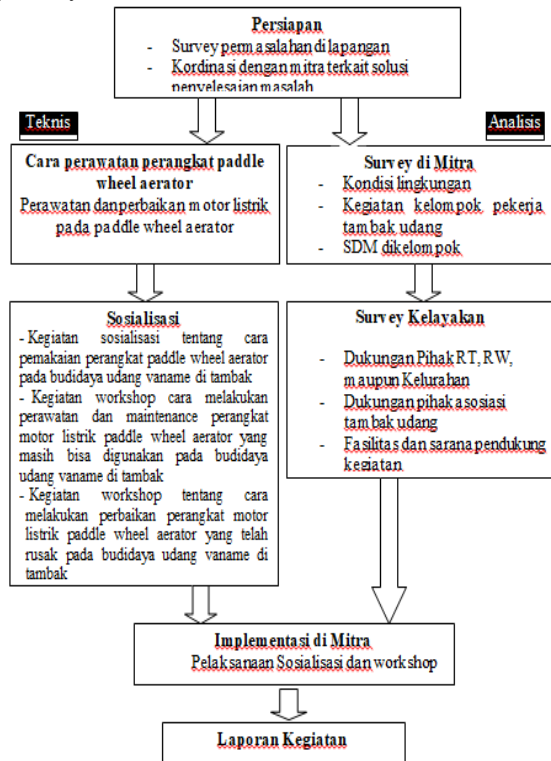 Persiapan
- Survey permasalahan di lapangan
- Kordinasi dengan mitra terkait solusi
penyelesaian masalah
Teknis
Analisis
Cara perawatan perangkat paddle
wheel aerator
Perawatan danperbaikan motor listrik
pada paddle wheel aerator
Survey di Mitra
- Kondisi lingkungan
- Kegiatan kelompok pekerja
tambak udang
- SDM dikelompok
Sosialisasi
- Kegiatan sosialisasi tentang cara
pemakaian perangkat paddle wheel aerator
pada budidaya udang vaname di tambak
- Kegiatan workshop cara melakukan
perawatan dan maintenance perangkat
motor listrik paddle wheel aerator yang
masih bisa digunakan pada budidaya
udang vaname di tambak
- Kegiatan workshop tentang cara
melakukan perbaikan perangkat motor
listrik paddle wheel aerator yang telah
rusak pada budidaya udang vaname di
tambak
Survey Kelayakan
- Dukungan Pihak RT, RW,
maupun Kelurahan
- Dukungan pihak asosiasi
tambak udang
- Fasilitas dan sarana pendukung
kegiatan
Implementasi di Mitra
Pelaksanaan Sosialisasi dan workshop
Laporan Kegiatan